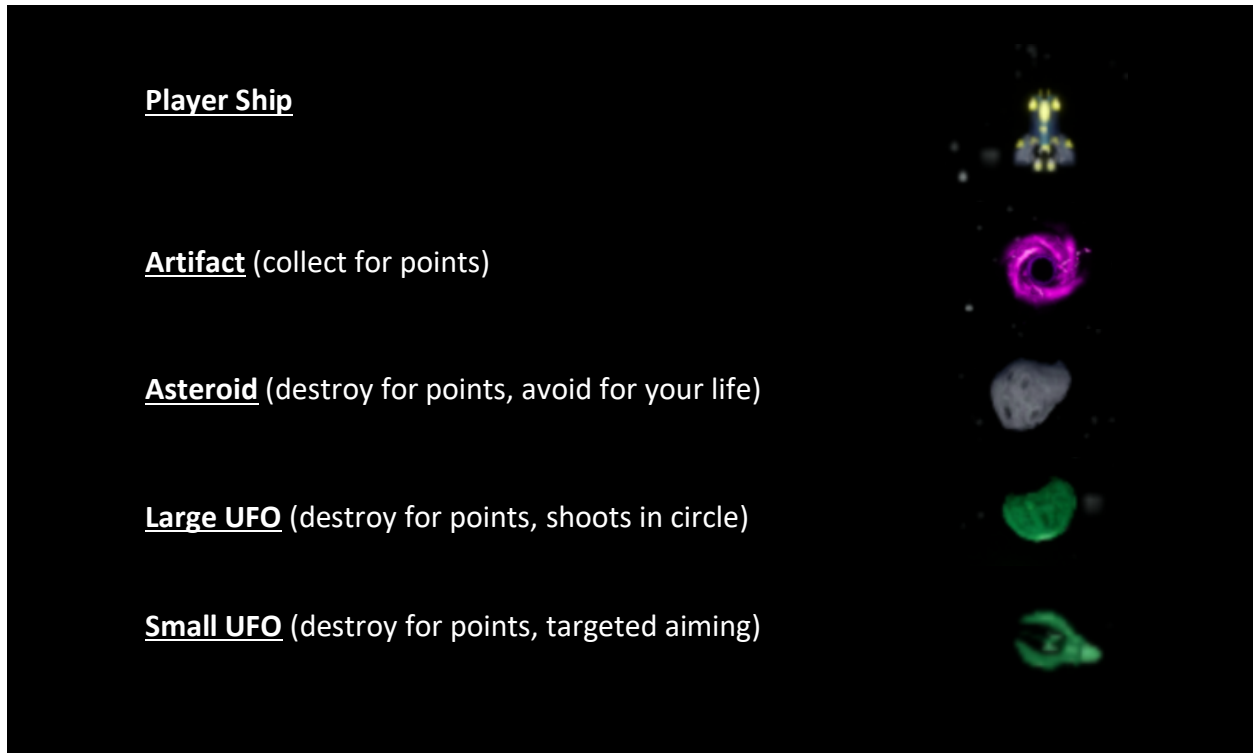 Player Ship
Artifact (collect for points)
Asteroid (destroy for points, avoid for your life)
Large UFO (destroy for points, shoots in circle)
Small UFO (destroy for points, targeted aiming)